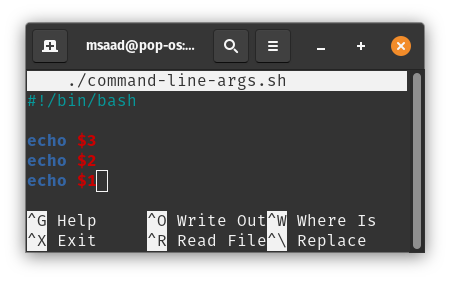 msaad@pop-os:...
./command-line-args.sh
#!/bin/bash
echo $3
echo $2
echo $1
^G Help ^O Write Out ^W Where Is
^X Exit ^R Read File ^\ Replace